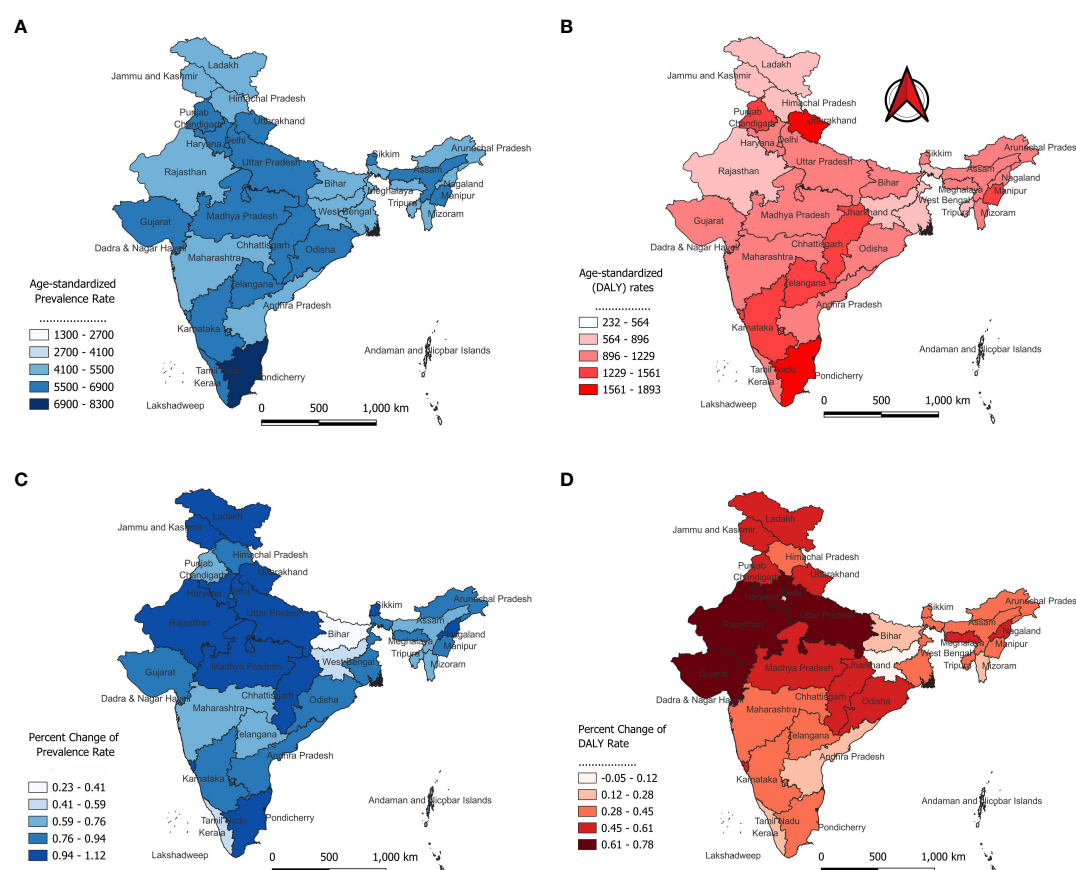 A
Ladakh
Jammu and Kashmir
Himachal Pradesh
Punjab
Chandigarh
Uttarakhand
Haryana
Delhi
Rajasthan
Uttar Pradesh
Sikkim
Arunachal Pradesh
Assam
Bihar
Nagaland
Meghalaya
Manipur
Tripura
West Bengal
Mizoram
Gujarat
Madhya Pradesh
Dadra & Nagar Haveli
Chhattisgarh
Odisha
Maharashtra
Telangana
Andhra Pradesh
Karnataka
Andaman and Nicobar Islands
Tamil Nadu
Pondicherry
Kerala
Lakshadweep
Age-standardized
Prevalence Rate
....................
1300 - 2700
2700 - 4100
4100 - 5500
5500 - 6900
6900 - 8300
0 500 1,000 km
B
Ladakh
Jammu and Kashmir
Himachal Pradesh
Punjab
Chandigarh
Uttarakhand
Haryana
Delhi
Rajasthan
Uttar Pradesh
Sikkim
Arunachal Pradesh
Assam
Bihar
Nagaland
Meghalaya
Manipur
West Bengal
Tripura
Mizoram
Gujarat
Madhya Pradesh
Jharkhand
Dadra & Nagar Haveli
Chhattisgarh
Odisha
Maharashtra
Telangana
Andhra Pradesh
Karnataka
Andaman and Nicobar Islands
Tamil Nadu
Pondicherry
Kerala
Lakshadweep
Age-standardized
(DALY) rates
................
232 - 564
564 - 896
896 - 1229
1229 - 1561
1561 - 1893
0 500 1,000 km
C
Ladakh
Jammu and Kashmir
Himachal Pradesh
Punjab
Chandigarh
Uttarakhand
Haryana
Delhi
Rajasthan
Uttar Pradesh
Sikkim
Arunachal Pradesh
Assam
Bihar
Nagaland
Meghalaya
Manipur
Tripura
West Bengal
Mizoram
Gujarat
Madhya Pradesh
Dadra & Nagar Haveli
Chhattisgarh
Odisha
Maharashtra
Telangana
Andhra Pradesh
Karnataka
Andaman and Nicobar Islands
Tamil Nadu
Pondicherry
Kerala
Lakshadweep
Percent Change of
Prevalence Rate
0.23 - 0.41
0.41 - 0.59
0.59 - 0.76
0.76 - 0.94
0.94 - 1.12
0 500 1,000 km
D
Ladakh
Jammu and Kashmir
Himachal Pradesh
Punjab
Chandigarh
Uttarakhand
Haryana
Delhi
Rajasthan
Uttar Pradesh
Sikkim
Arunachal Pradesh
Assam
Bihar
Nagaland
Meghalaya
Manipur
West Bengal
Tripura
Mizoram
Gujarat
Madhya Pradesh
Jharkhand
Dadra & Nagar Haveli
Chhattisgarh
Odisha
Maharashtra
Telangana
Andhra Pradesh
Karnataka
Andaman and Nicobar Islands
Tamil Nadu
Pondicherry
Kerala
Lakshadweep
Percent Change of
DALY Rate
.................
-0.05 - 0.12
0.12 - 0.28
0.28 - 0.45
0.45 - 0.61
0.61 - 0.78
0 500 1,000 km